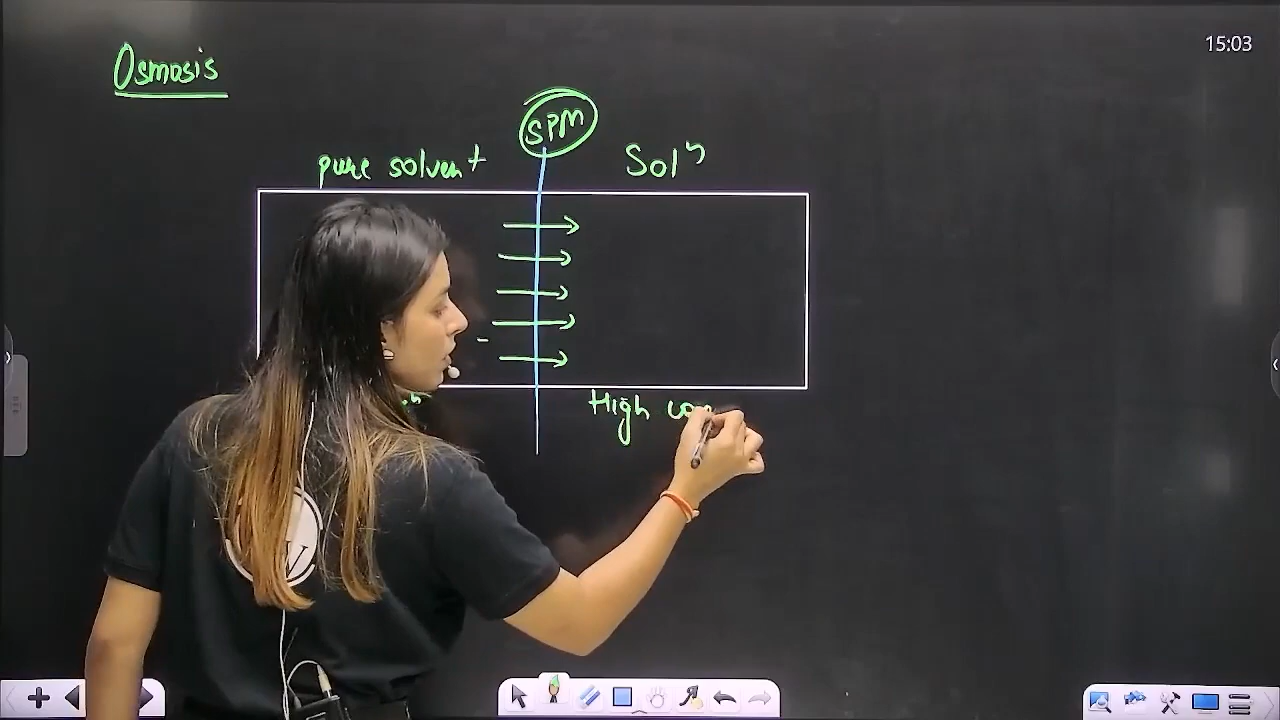 15:03
Osmosis
SPM
pure solvent
Solⁿ
High
W